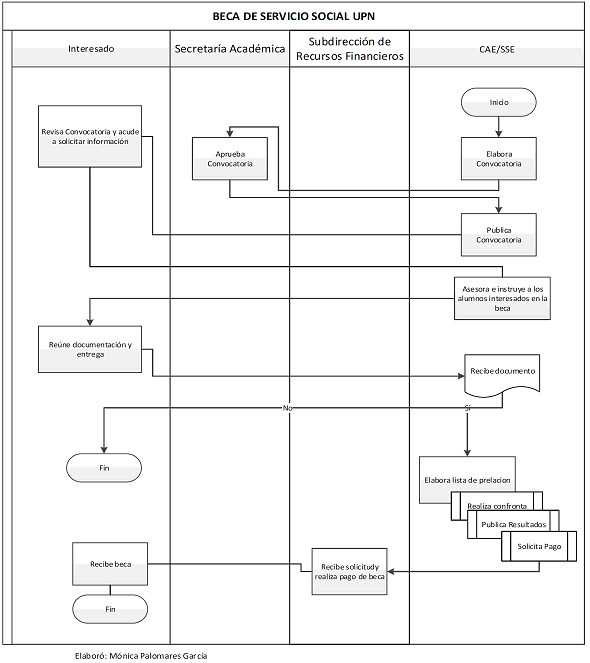 BECA DE SERVICIO SOCIAL UPN
Interesado
Secretaría Académica
Subdirección de
Recursos Financieros
CAE/SSE
Inicio
Revisa Convocatoria y acude
a solicitar información
Aprueba
Convocatoria
Elabora
Convocatoria
Publica
Convocatoria
Asesora e instruye a los
alumnos interesados en la
beca
Reúne documentación y
entrega
Recibe documento
No
Si
Fin
Elabora lista de prelacion
Realiza confronta
Publica Resultados
Solicita Pago
Recibe beca
Recibe solicitud y
realiza pago de beca
Fin
Elaboró: Mónica Palomares García